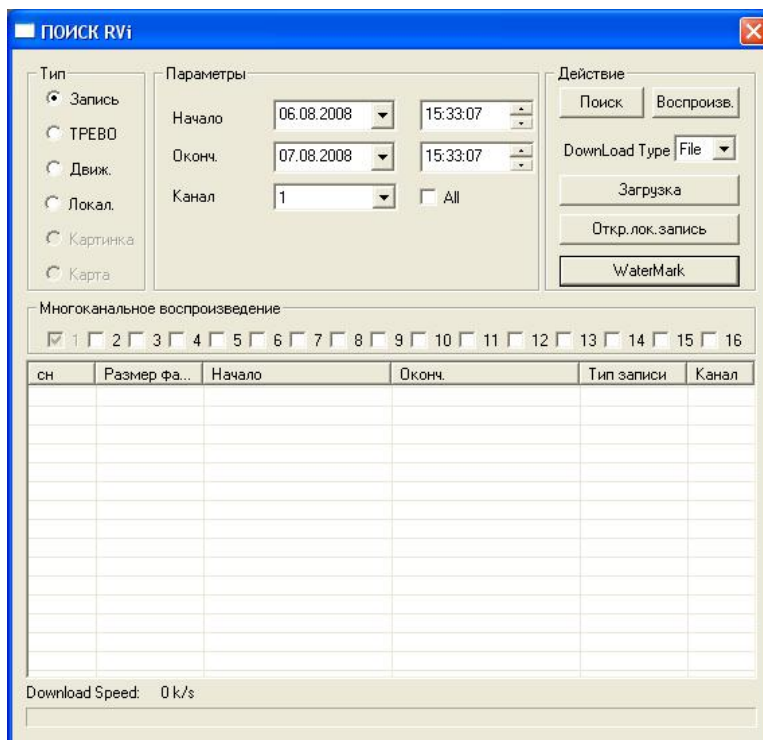 ПОИСК RVi
Тип
Запись
ТРЕВО
Движ.
Локал.
Картинка
Карта
Параметры
Начало 06.08.2008 15:33:07
Оконч. 07.08.2008 15:33:07
Канал 1 All
Действие
Поиск Воспроизв.
DownLoad Type File
Загрузка
Откр.лок.запись
WaterMark
Многоканальное воспроизведение
1 2 3 4 5 6 7 8 9 10 11 12 13 14 15 16
сн Размер фа... Начало Оконч. Тип записи Канал
Download Speed: 0 k/s